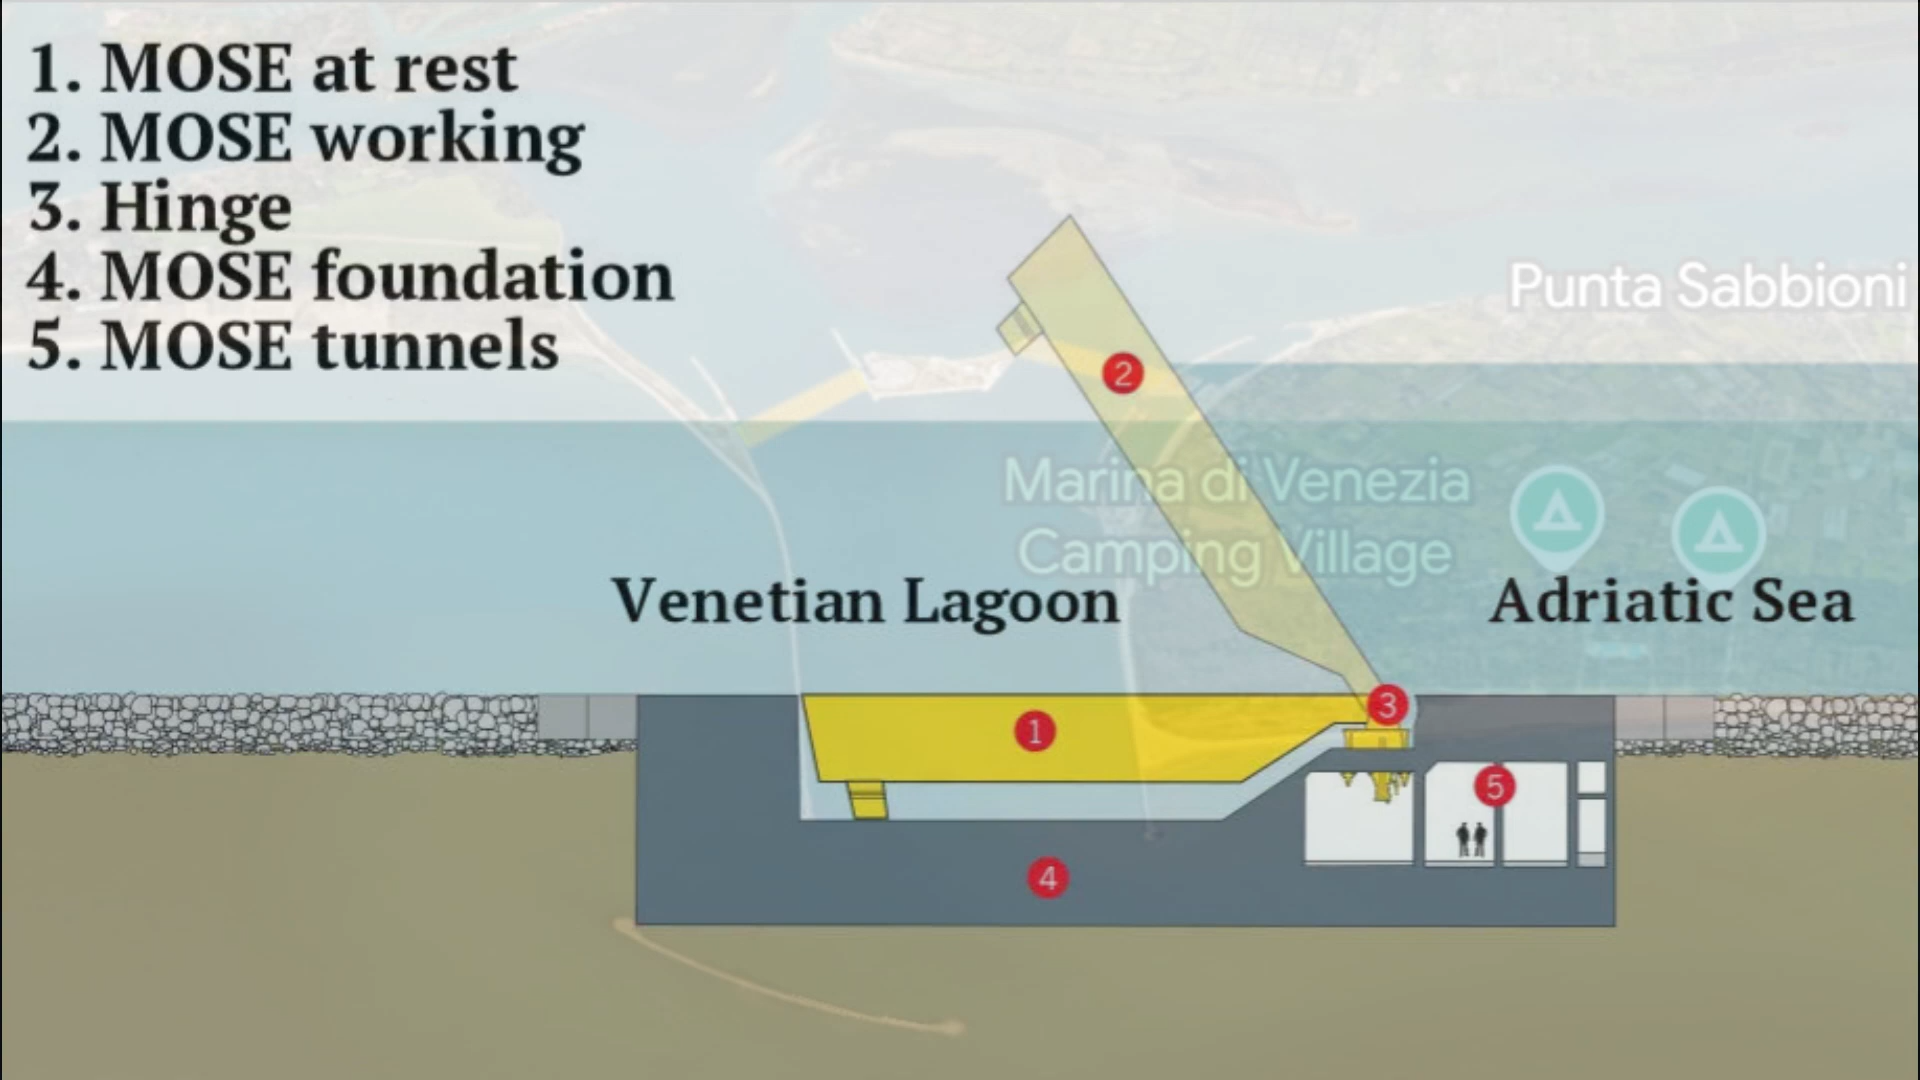 1. MOSE at rest
2. MOSE working
3. Hinge
4. MOSE foundation
5. MOSE tunnels
Punta Sabbioni
2
Marina di Venezia
Camping Village
Venetian Lagoon
Adriatic Sea
3
1
5
4